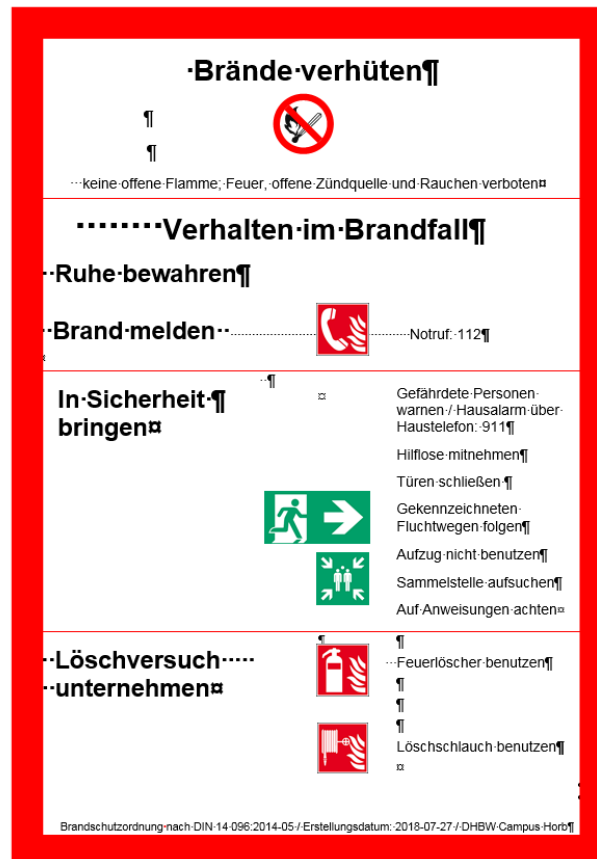 Brände verhüten
keine offene Flamme; Feuer, offene Zündquelle und Rauchen verboten
Verhalten im Brandfall
Ruhe bewahren
Brand melden
Notruf: 112
In Sicherheit
bringen
Gefährdete Personen
warnen / Hausalarm über
Haustelefon: 911
Hilflose mitnehmen
Türen schließen
Gekennzeichneten
Fluchtwegen folgen
Aufzug nicht benutzen
Sammelstelle aufsuchen
Auf Anweisungen achten
Löschversuch
unternehmen
Feuerlöscher benutzen
Löschschlauch benutzen
Brandschutzordnung nach DIN 14 096:2014-05 / Erstellungsdatum: 2018-07-27 / DHBW Campus Horb